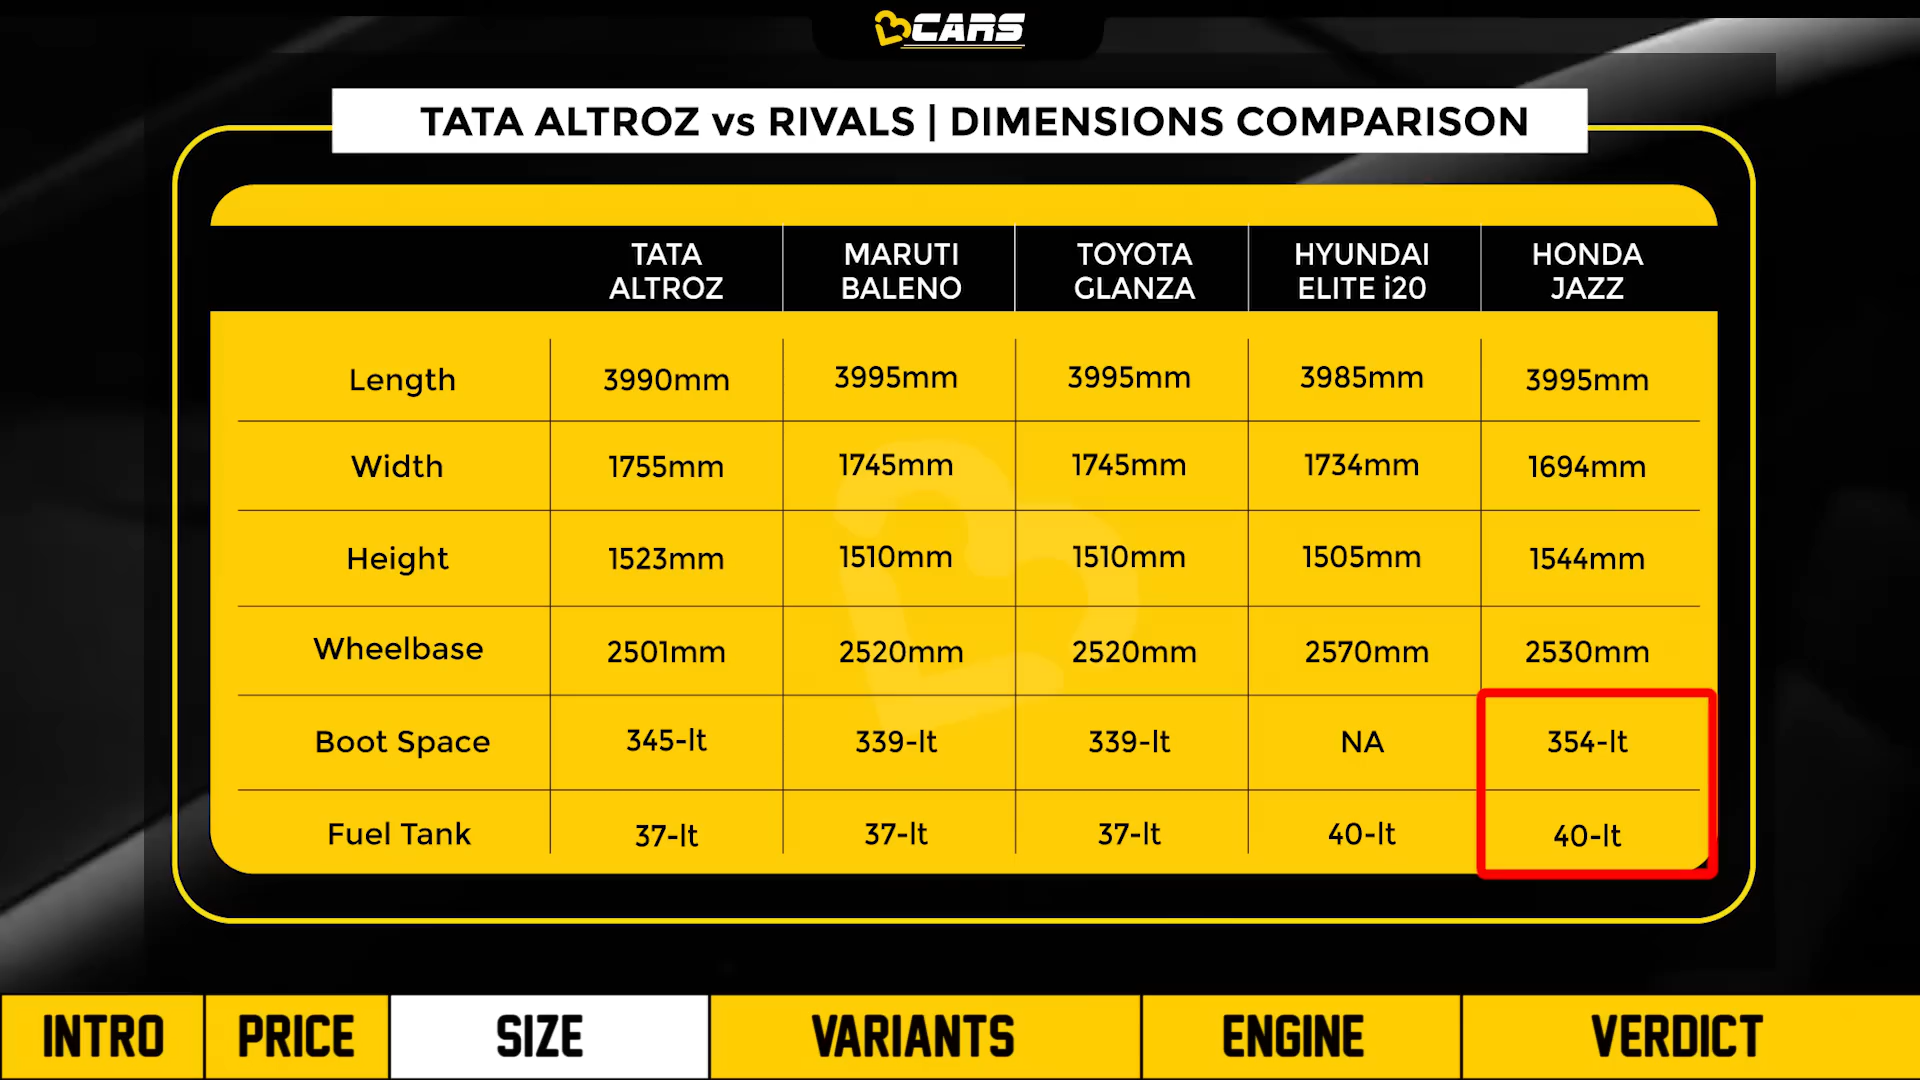 CARS
TATA ALTROZ vs RIVALS | DIMENSIONS COMPARISON
TATA ALTROZ MARUTI BALENO TOYOTA GLANZA HYUNDAI ELITE i20 HONDA JAZZ
Length 3990mm 3995mm 3995mm 3985mm 3995mm
Width 1755mm 1745mm 1745mm 1734mm 1694mm
Height 1523mm 1510mm 1510mm 1505mm 1544mm
Wheelbase 2501mm 2520mm 2520mm 2570mm 2530mm
Boot Space 345-lt 339-lt 339-lt NA 354-lt
Fuel Tank 37-lt 37-lt 37-lt 40-lt 40-lt
INTRO PRICE SIZE VARIANTS ENGINE VERDICT